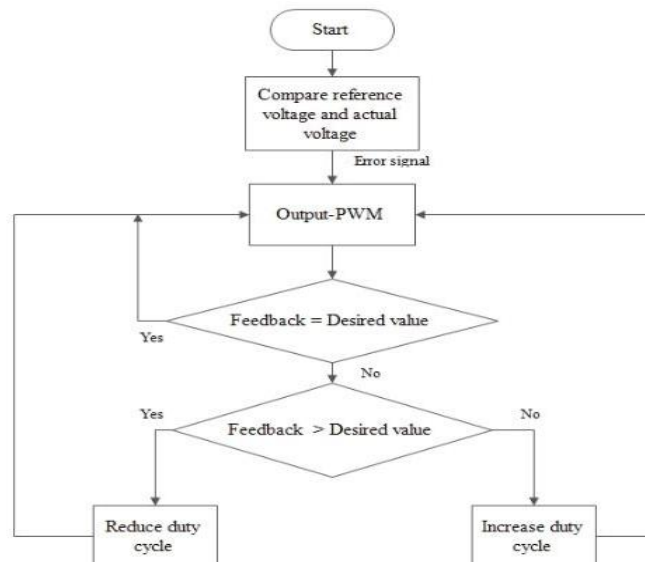 Start
Compare reference
voltage and actual
voltage
Error signal
Output-PWM
Feedback = Desired value
Yes
No
Yes
Feedback > Desired value
No
Reduce duty
cycle
Increase duty
cycle